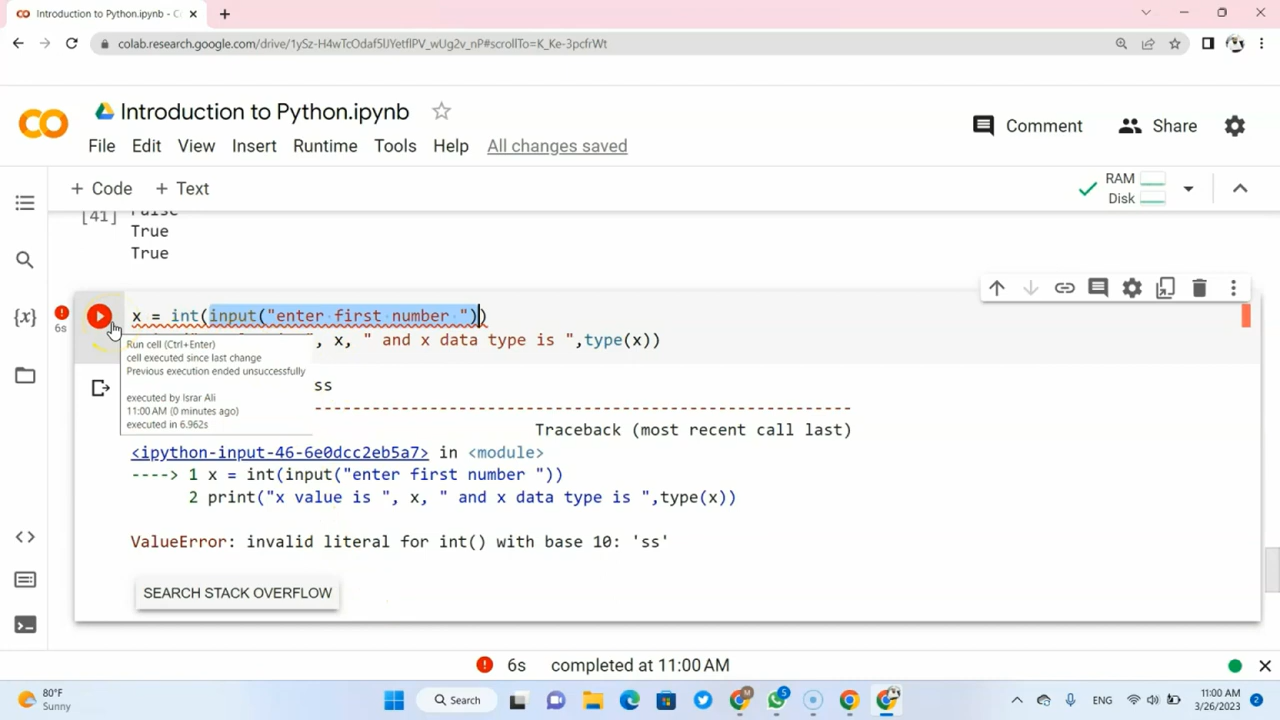 Introduction to Python.ipynb - C
colab.research.google.com/drive/1ySz-H4wTcOdaf5lJYetflPV_wUg2v_nP#scrollTo=K_Ke-3pcfrWt
Introduction to Python.ipynb
Comment
Share
File Edit View Insert Runtime Tools Help All changes saved
+ Code + Text
RAM
Disk
[41] False
True
True
x = int(input("enter first number "))
6s
", x, " and x data type is ",type(x))
Run cell (Ctrl+Enter)
cell executed since last change
Previous execution ended unsuccessfully
executed by Israr Ali
11:00 AM (0 minutes ago)
executed in 6.962s
ss
--------------------------------------------------------
Traceback (most recent call last)
<ipython-input-46-6e0dcc2eb5a7> in <module>
----> 1 x = int(input("enter first number "))
2 print("x value is ", x, " and x data type is ",type(x))
ValueError: invalid literal for int() with base 10: 'ss'
SEARCH STACK OVERFLOW
6s completed at 11:00 AM
80°F
Sunny
Search
M
5
ENG
11:00 AM
3/26/2023
2